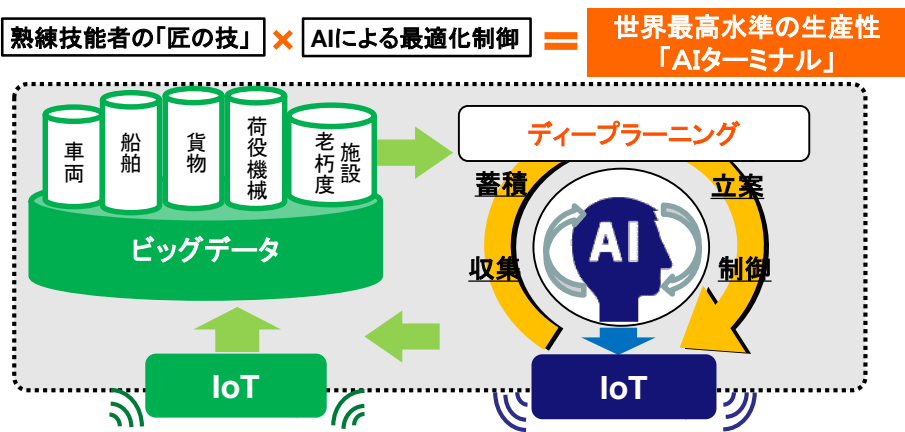 熟練技能者の「匠の技」 × AIによる最適化制御 = 世界最高水準の生産性
「AIターミナル」
車両
船舶
貨物
荷役機械
施設
老朽度
ビッグデータ
ディープラーニング
蓄積
立案
AI
収集
制御
IoT
IoT